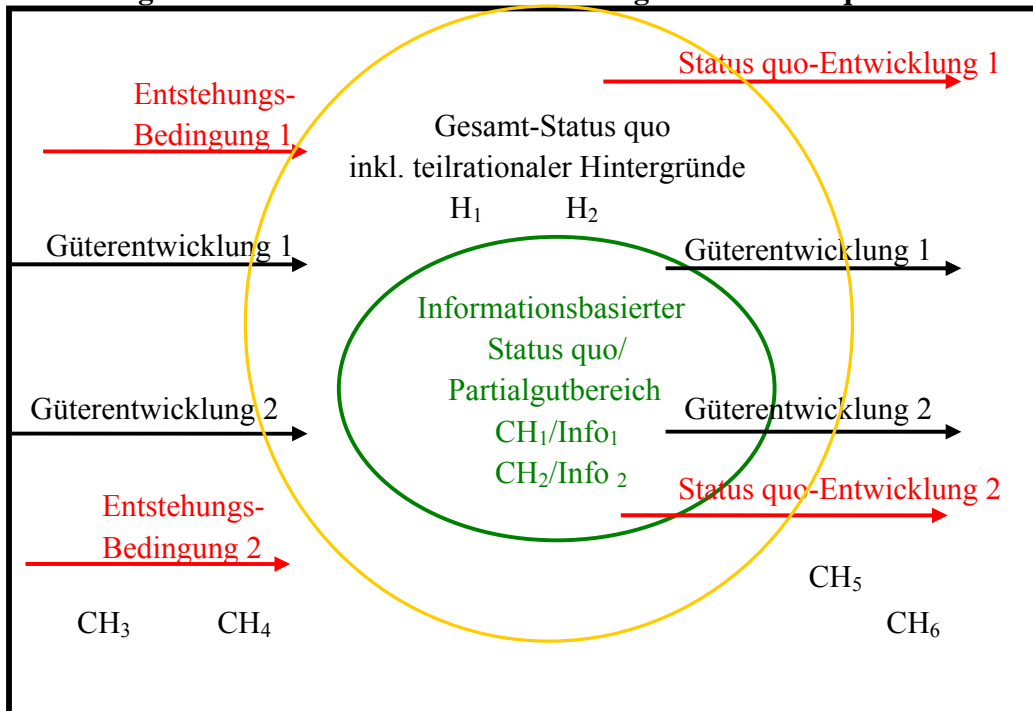 Status quo-Entwicklung 1
Entstehungs-
Bedingung 1
Gesamt-Status quo
inkl. teilrationaler Hintergründe
H₁ H₂
Güterentwicklung 1
Güterentwicklung 1
Informationsbasierter
Status quo/
Partialgutbereich
CH₁/Info₁
CH₂/Info ₂
Güterentwicklung 2
Güterentwicklung 2
Status quo-Entwicklung 2
Entstehungs-
Bedingung 2
CH₅
CH₃ CH₄
CH₆